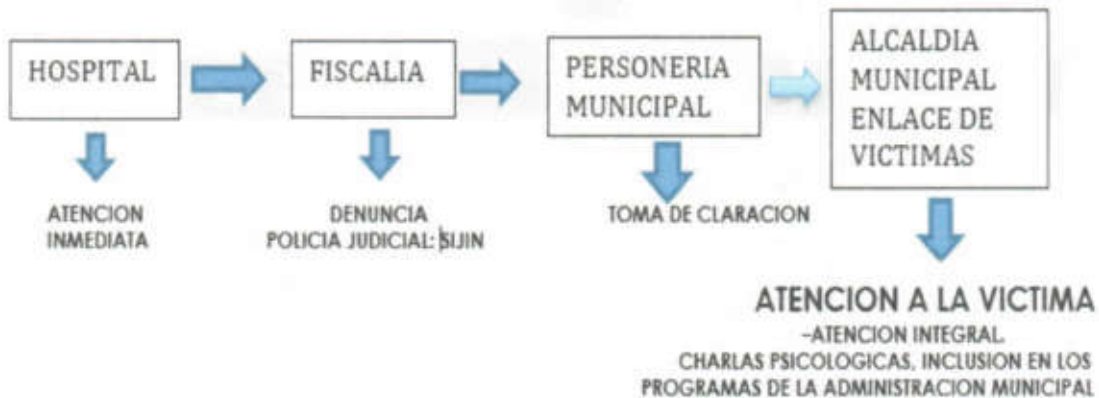 HOSPITAL
FISCALIA
PERSONERIA
MUNICIPAL
ALCALDIA
MUNICIPAL
ENLACE DE
VICTIMAS
ATENCION
INMEDIATA
DENUNCIA
POLICIA JUDICIAL: SIJIN
TOMA DE CLARACION
ATENCION A LA VICTIMA
-ATENCION INTEGRAL.
CHARLAS PSICOLOGICAS, INCLUSION EN LOS
PROGRAMAS DE LA ADMINISTRACION MUNICIPAL